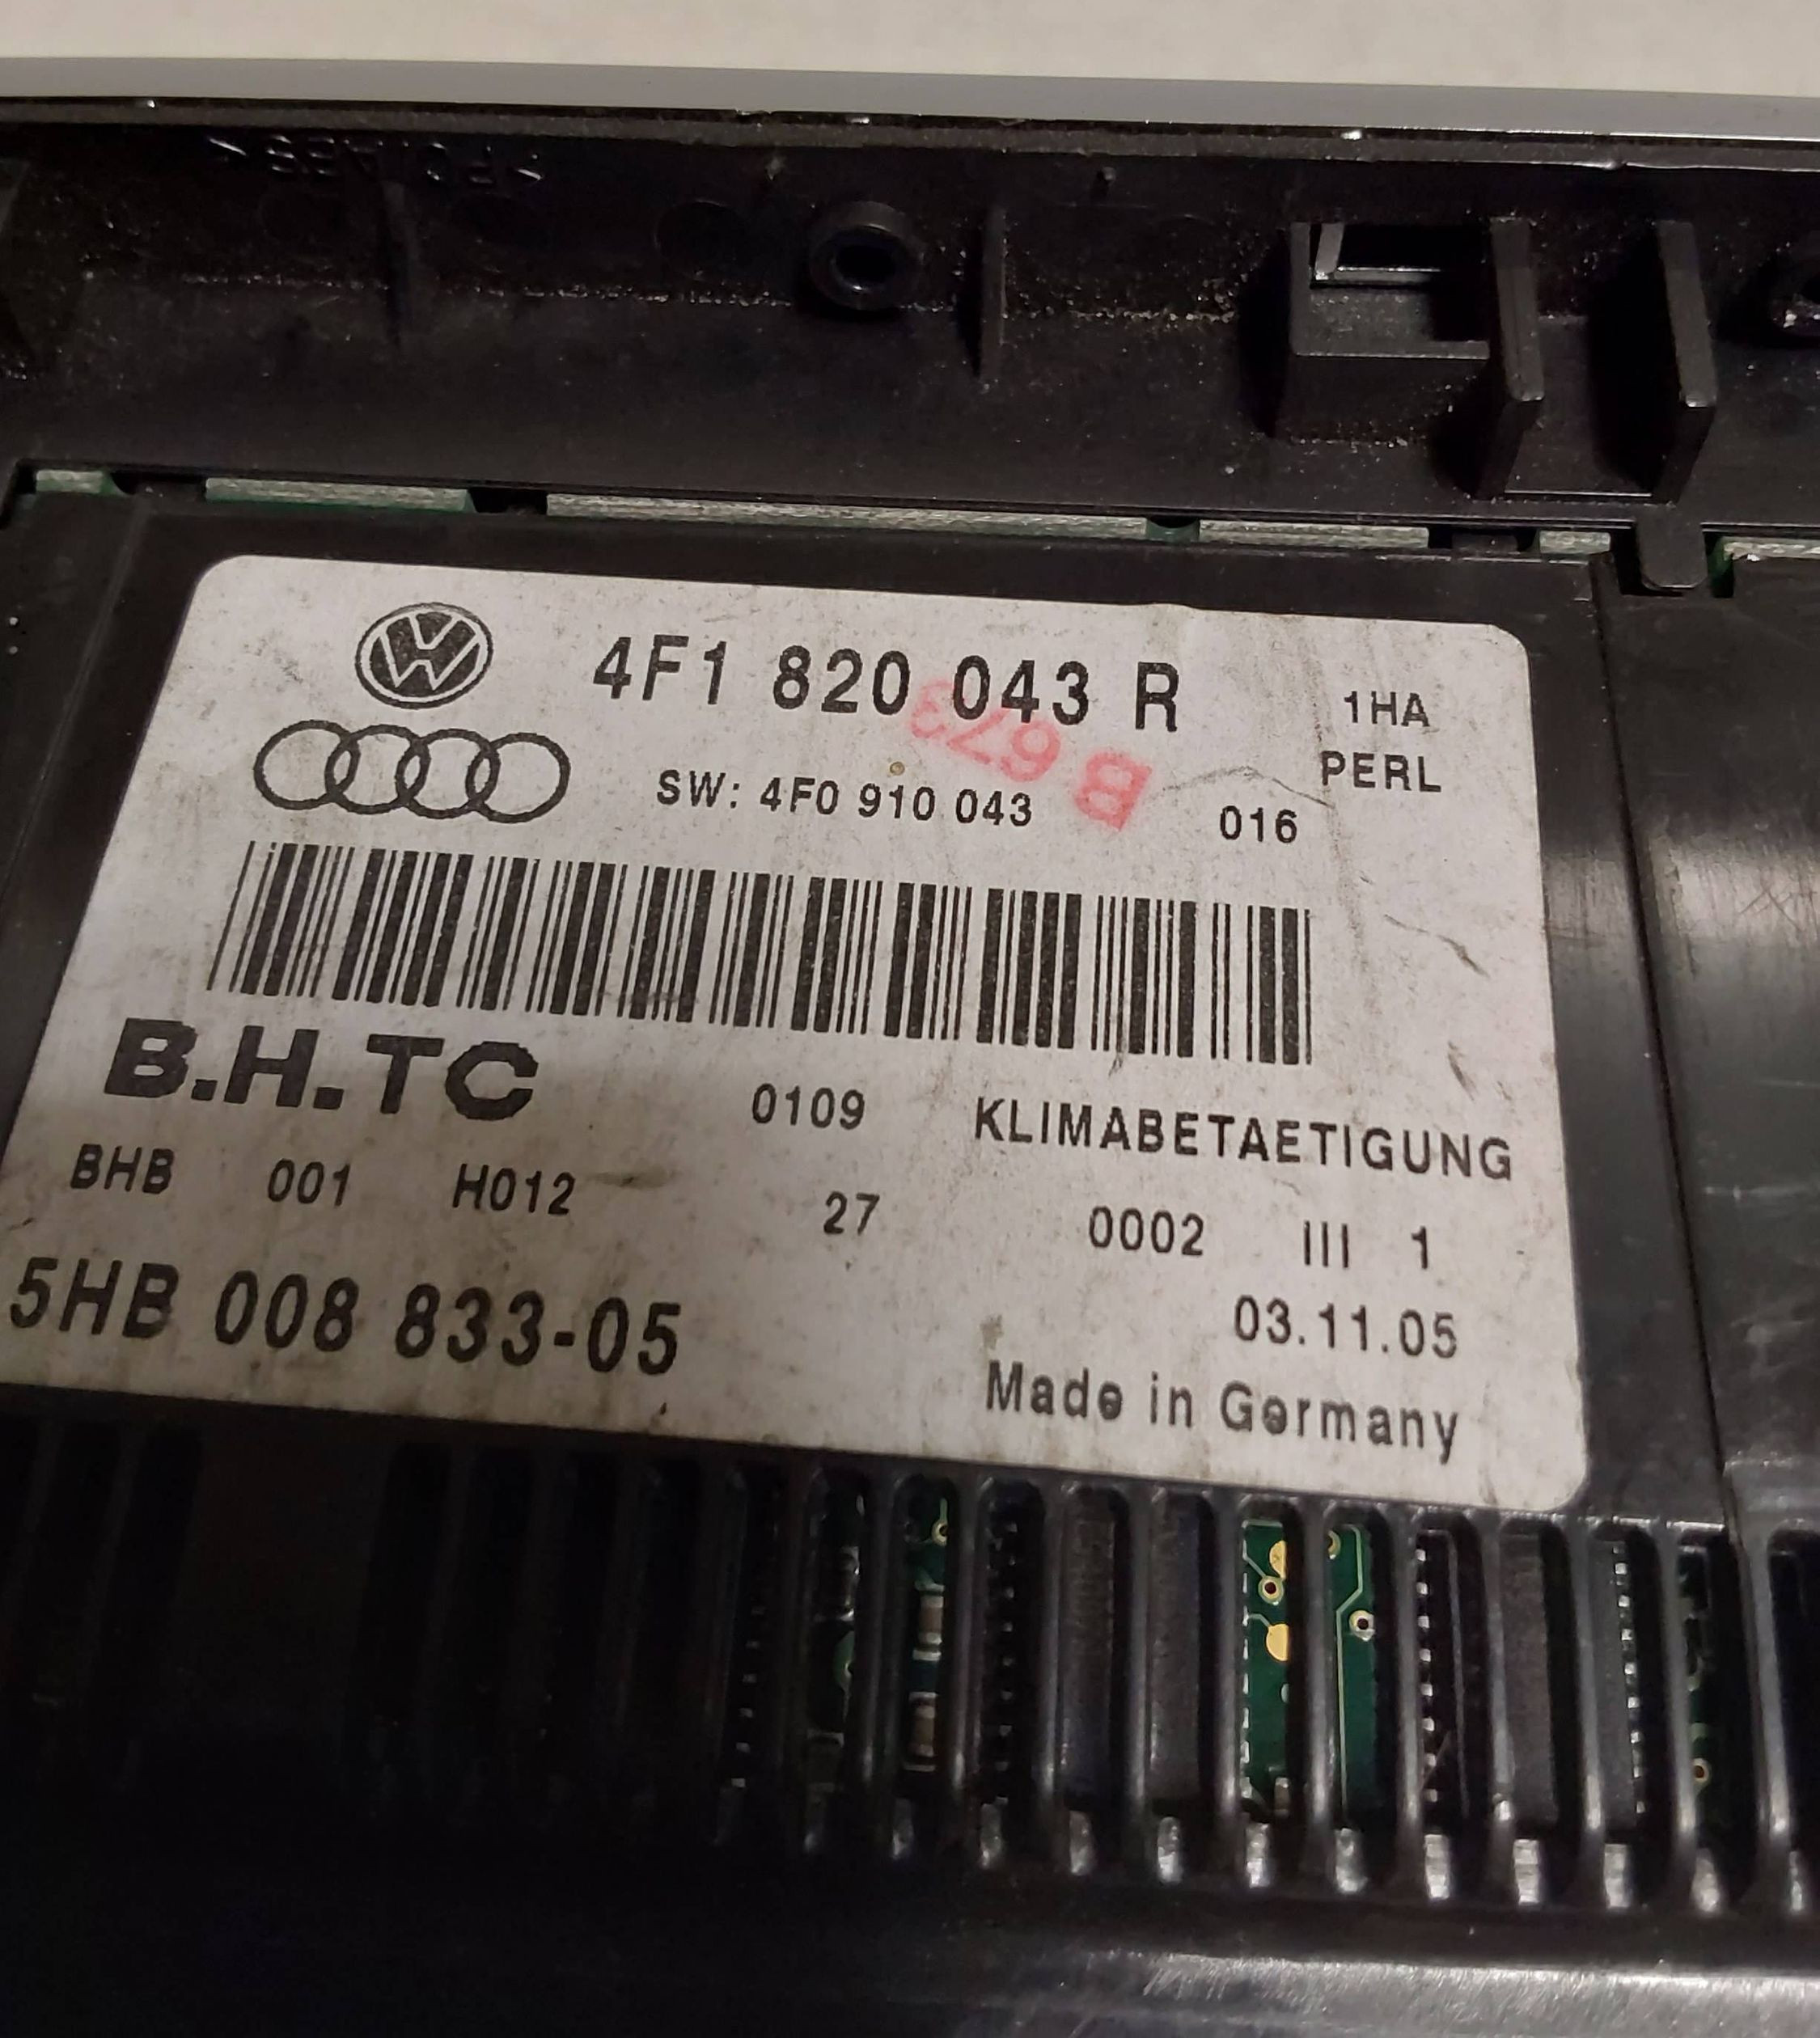 4F1 820 043 R
1HA
PERL
SW: 4F0 910 043
016
B 673
B.H.TC
0109
KLIMABETAETIGUNG
BHB 001 H012
27
0002 III 1
5HB 008 833-05
03.11.05
Made in Germany